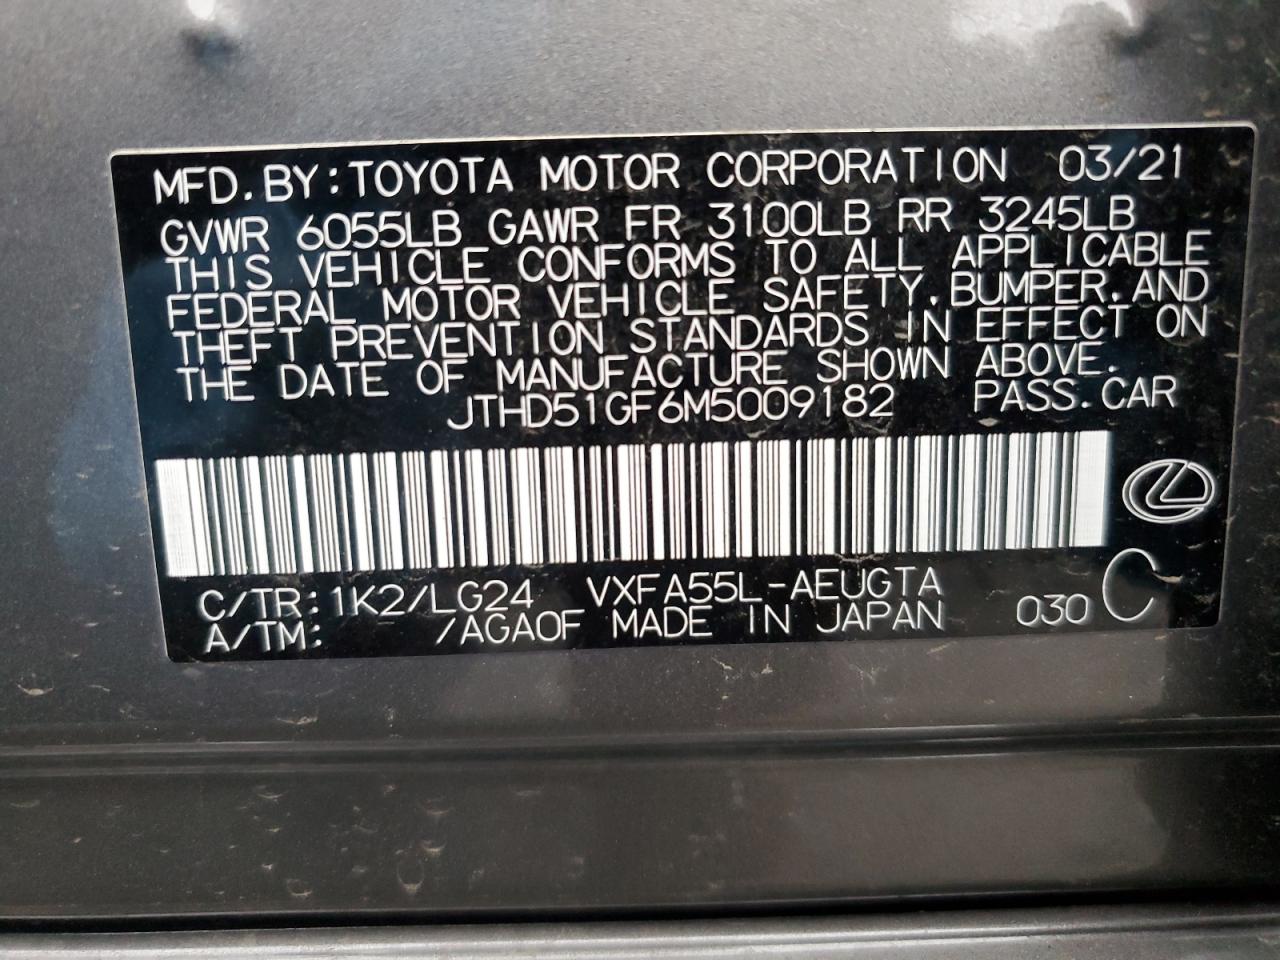 MFD.BY:TOYOTA MOTOR CORPORATION 03/21
GVWR 6055LB GAWR FR 3100LB RR 3245LB
THIS VEHICLE CONFORMS TO ALL APPLICABLE
FEDERAL MOTOR VEHICLE SAFETY,BUMPER,AND
THEFT PREVENTION STANDARDS IN EFFECT ON
THE DATE OF MANUFACTURE SHOWN ABOVE.
JTHD51GF6M5009182 PASS.CAR
C/TR:1K2/LG24 VXFA55L-AEUGTA
A/TM: /AGA0F MADE IN JAPAN 030 C